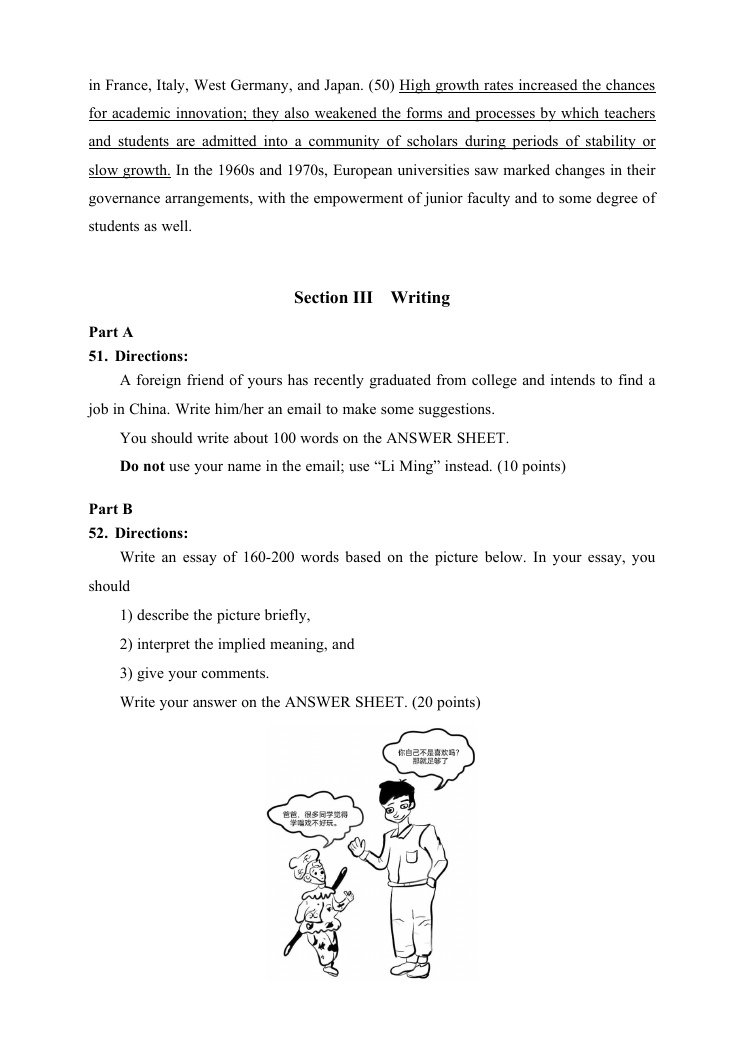 in France, Italy, West Germany, and Japan. (50) High growth rates increased the chances
for academic innovation; they also weakened the forms and processes by which teachers
and students are admitted into a community of scholars during periods of stability or
slow growth. In the 1960s and 1970s, European universities saw marked changes in their
governance arrangements, with the empowerment of junior faculty and to some degree of
students as well.
Section III Writing
Part A
51. Directions:
A foreign friend of yours has recently graduated from college and intends to find a
job in China. Write him/her an email to make some suggestions.
You should write about 100 words on the ANSWER SHEET.
Do not use your name in the email; use “Li Ming” instead. (10 points)
Part B
52. Directions:
Write an essay of 160-200 words based on the picture below. In your essay, you
should
1) describe the picture briefly,
2) interpret the implied meaning, and
3) give your comments.
Write your answer on the ANSWER SHEET. (20 points)
你自己不是喜欢吗?
那就足够了
爸爸，很多同学觉得
学唱戏不好玩。